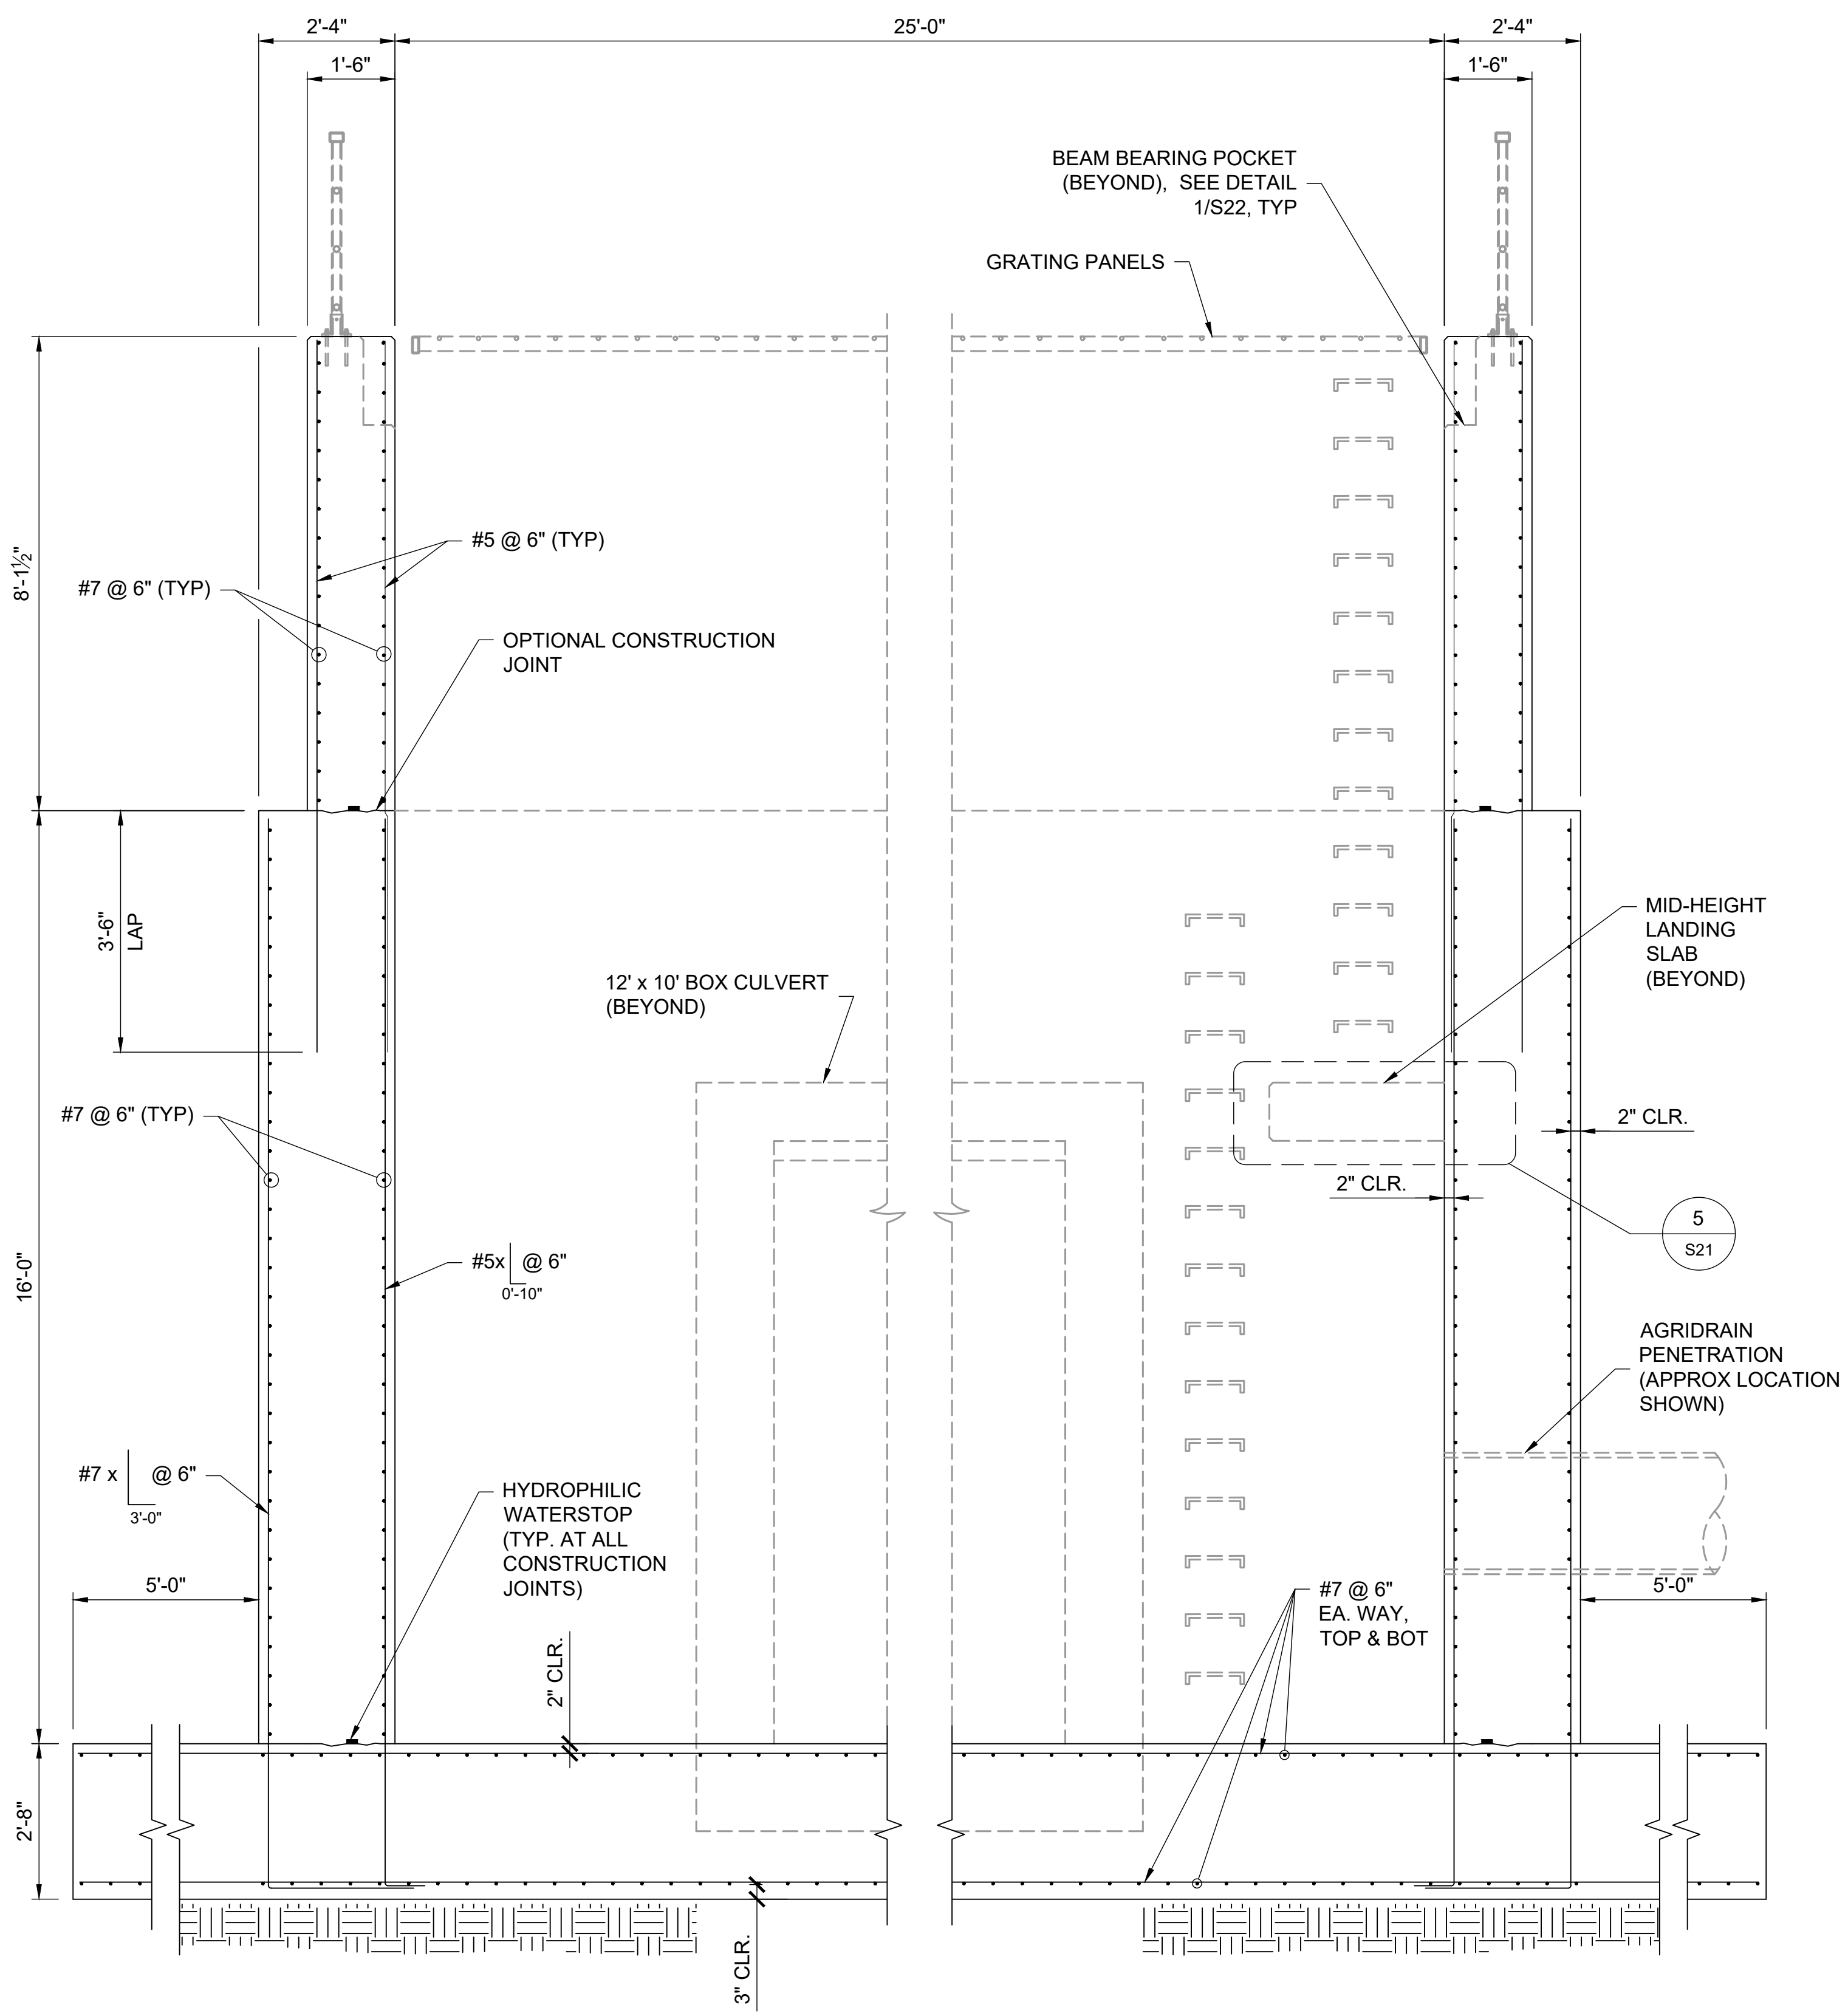 2'-4"
25'-0"
2'-4"
1'-6"
1'-6"
BEAM BEARING POCKET
(BEYOND), SEE DETAIL
1/S22, TYP
GRATING PANELS
8'-1½"
#5 @ 6" (TYP)
#7 @ 6" (TYP)
OPTIONAL CONSTRUCTION
JOINT
3'-6"
LAP
MID-HEIGHT
LANDING
SLAB
(BEYOND)
12' x 10' BOX CULVERT
(BEYOND)
#7 @ 6" (TYP)
2" CLR.
2" CLR.
5
S21
16'-0"
#5x @ 6"
0'-10"
AGRIDRAIN
PENETRATION
(APPROX LOCATION
SHOWN)
#7 x @ 6"
3'-0"
HYDROPHILIC
WATERSTOP
(TYP. AT ALL
CONSTRUCTION
JOINTS)
5'-0"
5'-0"
#7 @ 6"
EA. WAY,
TOP & BOT
2" CLR.
2'-8"
3" CLR.